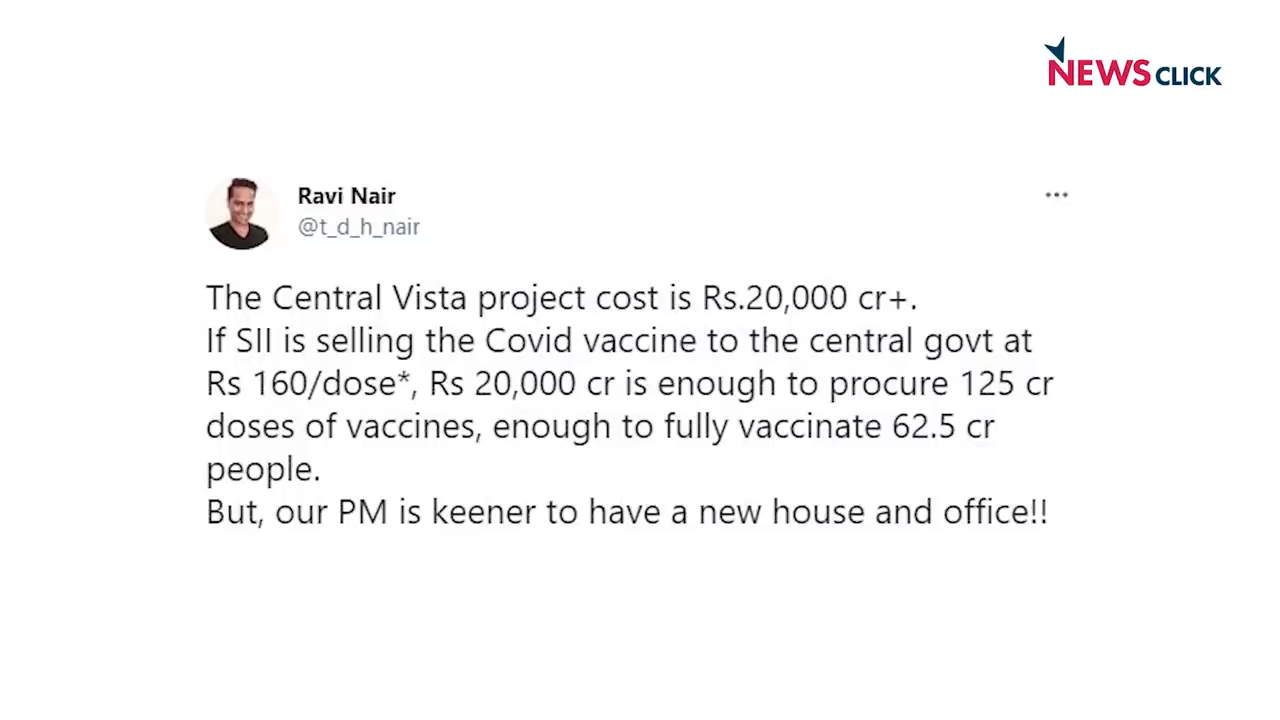 NEWS CLICK
Ravi Nair
@t_d_h_nair
The Central Vista project cost is Rs.20,000 cr+.
If SII is selling the Covid vaccine to the central govt at
Rs 160/dose*, Rs 20,000 cr is enough to procure 125 cr
doses of vaccines, enough to fully vaccinate 62.5 cr
people.
But, our PM is keener to have a new house and office!!